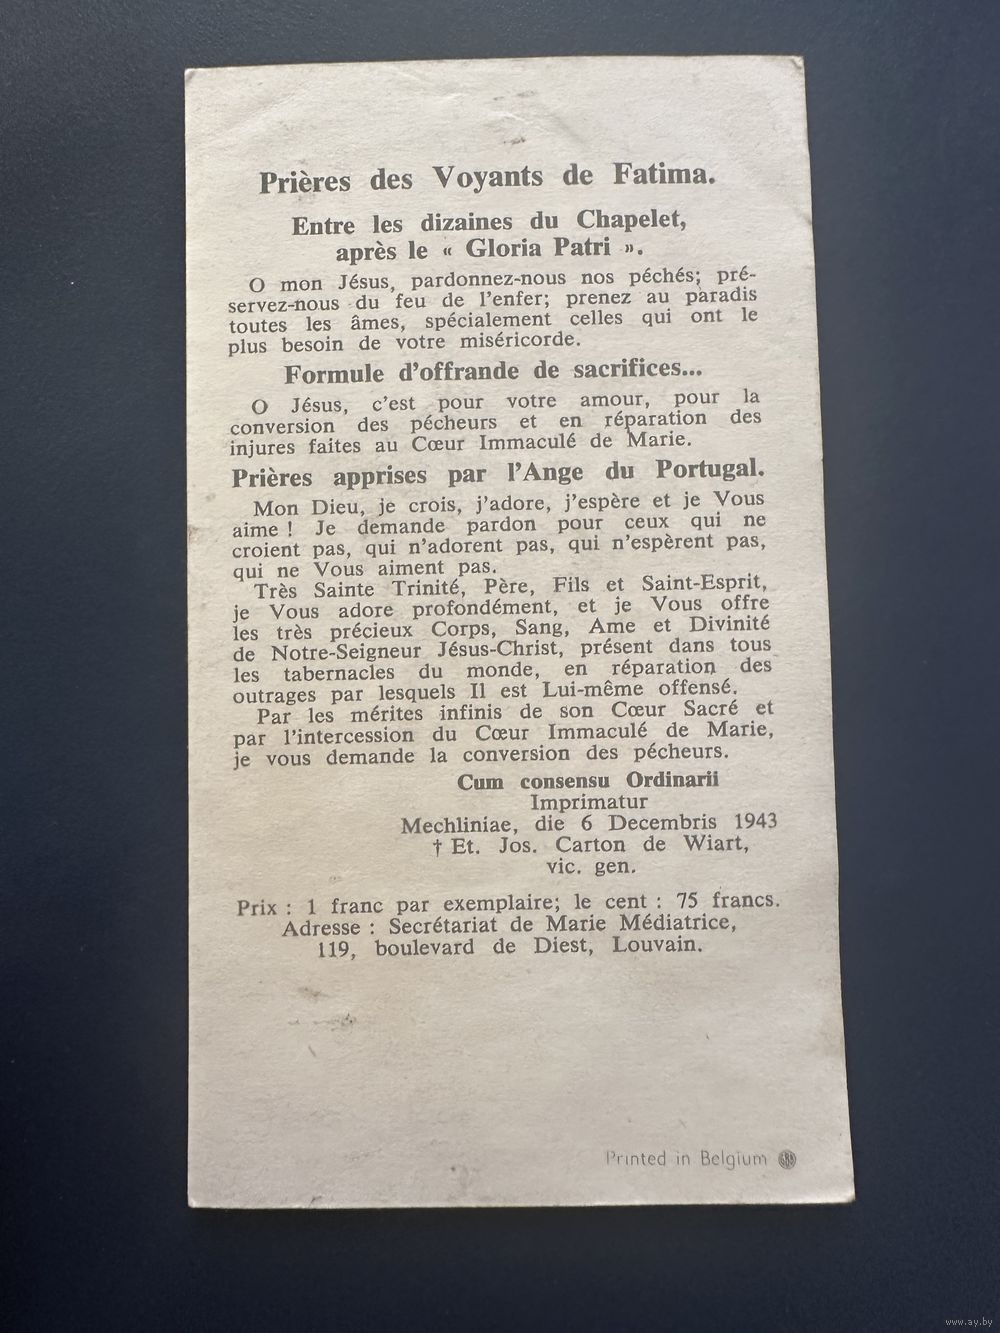 Prières des Voyants de Fatima.
Entre les dizaines du Chapelet,
après le « Gloria Patri ».
O mon Jésus, pardonnez-nous nos péchés; pré-
servez-nous du feu de l'enfer; prenez au paradis
toutes les âmes, spécialement celles qui ont le
plus besoin de votre miséricorde.
Formule d'offrande de sacrifices...
O Jésus, c'est pour votre amour, pour la
conversion des pécheurs et en réparation des
injures faites au Cœur Immaculé de Marie.
Prières apprises par l'Ange du Portugal.
Mon Dieu, je crois, j'adore, j'espère et je Vous
aime ! Je demande pardon pour ceux qui ne
croient pas, qui n'adorent pas, qui n'espèrent pas,
qui ne Vous aiment pas.
Très Sainte Trinité, Père, Fils et Saint-Esprit,
je Vous adore profondément, et je Vous offre
les très précieux Corps, Sang, Ame et Divinité
de Notre-Seigneur Jésus-Christ, présent dans tous
les tabernacles du monde, en réparation des
outrages par lesquels Il est Lui-même offensé.
Par les mérites infinis de son Cœur Sacré et
par l'intercession du Cœur Immaculé de Marie,
je vous demande la conversion des pécheurs.
Cum consensu Ordinarii
Imprimatur
Mechliniae, die 6 Decembris 1943
† Et. Jos. Carton de Wiart,
vic. gen.
Prix : 1 franc par exemplaire; le cent : 75 francs.
Adresse : Secrétariat de Marie Médiatrice,
119, boulevard de Diest, Louvain.
Printed in Belgium
www.ay.by